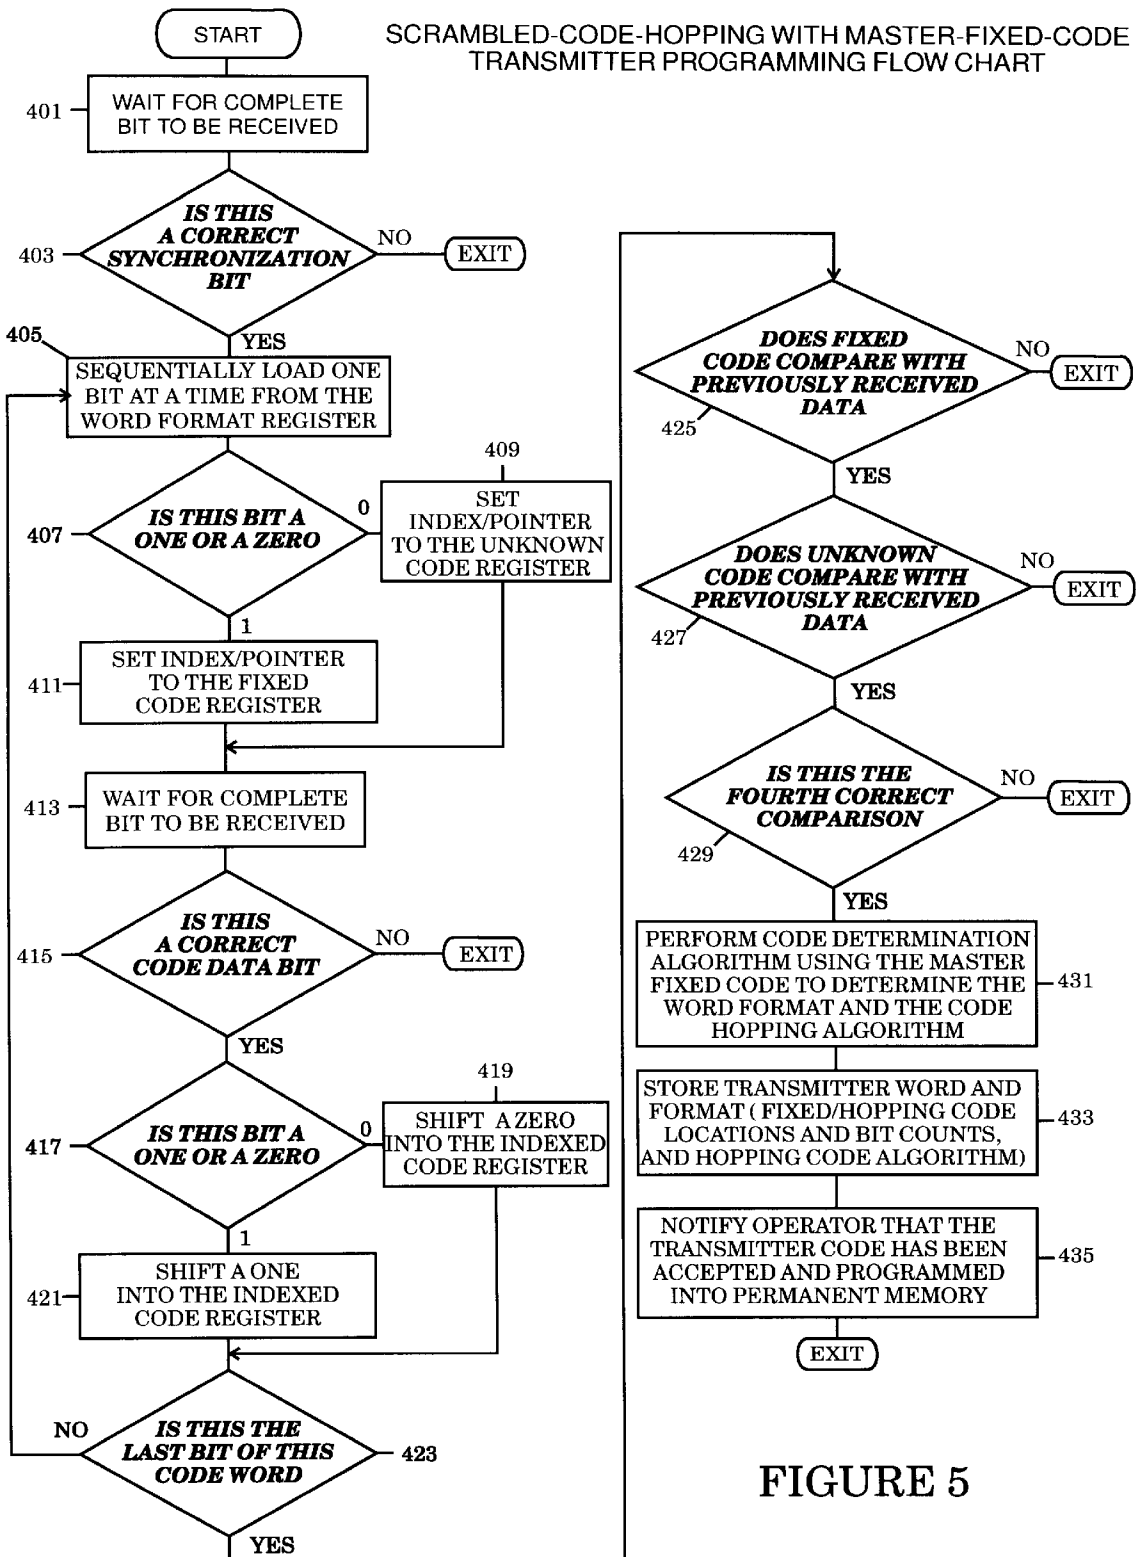 START
SCRAMBLED-CODE-HOPPING WITH MASTER-FIXED-CODE
TRANSMITTER PROGRAMMING FLOW CHART
401
WAIT FOR COMPLETE
BIT TO BE RECEIVED
403
IS THIS
A CORRECT
SYNCHRONIZATION
BIT
NO
EXIT
YES
405
SEQUENTIALLY LOAD ONE
BIT AT A TIME FROM THE
WORD FORMAT REGISTER
407
IS THIS BIT A
ONE OR A ZERO
0
409
SET
INDEX/POINTER
TO THE UNKNOWN
CODE REGISTER
1
411
SET INDEX/POINTER
TO THE FIXED
CODE REGISTER
413
WAIT FOR COMPLETE
BIT TO BE RECEIVED
415
IS THIS
A CORRECT
CODE DATA BIT
NO
EXIT
YES
417
IS THIS BIT A
ONE OR A ZERO
0
419
SHIFT A ZERO
INTO THE INDEXED
CODE REGISTER
1
421
SHIFT A ONE
INTO THE INDEXED
CODE REGISTER
NO
IS THIS THE
LAST BIT OF THIS
CODE WORD
423
YES
DOES FIXED
CODE COMPARE WITH
PREVIOUSLY RECEIVED
DATA
NO
EXIT
425
YES
DOES UNKNOWN
CODE COMPARE WITH
PREVIOUSLY RECEIVED
DATA
NO
EXIT
427
YES
IS THIS THE
FOURTH CORRECT
COMPARISON
NO
EXIT
429
YES
PERFORM CODE DETERMINATION
ALGORITHM USING THE MASTER
FIXED CODE TO DETERMINE THE
WORD FORMAT AND THE CODE
HOPPING ALGORITHM
431
STORE TRANSMITTER WORD AND
FORMAT ( FIXED/HOPPING CODE
LOCATIONS AND BIT COUNTS,
AND HOPPING CODE ALGORITHM)
433
NOTIFY OPERATOR THAT THE
TRANSMITTER CODE HAS BEEN
ACCEPTED AND PROGRAMMED
INTO PERMANENT MEMORY
435
EXIT
FIGURE 5